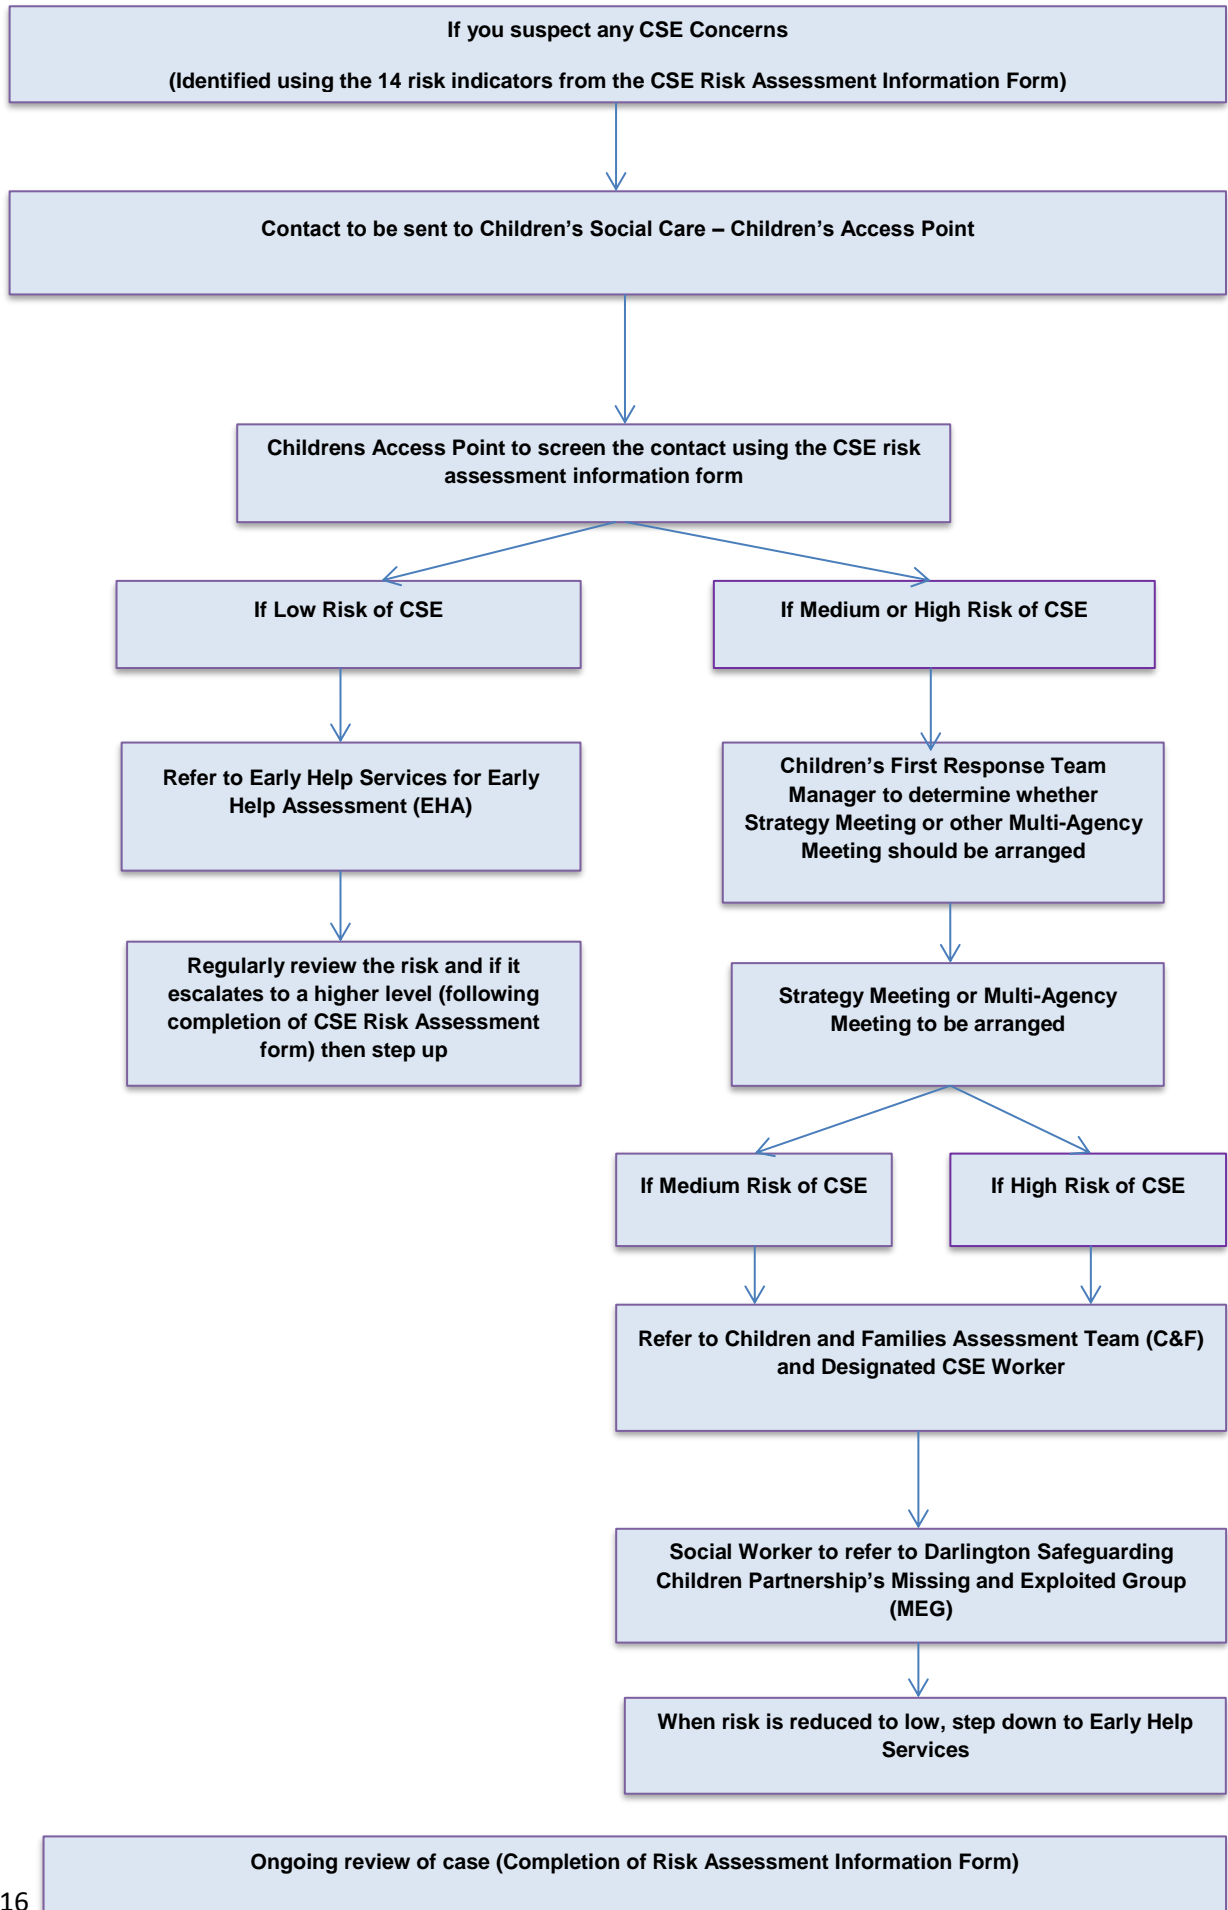 If you suspect any CSE Concerns
(Identified using the 14 risk indicators from the CSE Risk Assessment Information Form)
Contact to be sent to Children’s Social Care – Children’s Access Point
Childrens Access Point to screen the contact using the CSE risk
assessment information form
If Low Risk of CSE
If Medium or High Risk of CSE
Refer to Early Help Services for Early
Help Assessment (EHA)
Children’s First Response Team
Manager to determine whether
Strategy Meeting or other Multi-Agency
Meeting should be arranged
Regularly review the risk and if it
escalates to a higher level (following
completion of CSE Risk Assessment
form) then step up
Strategy Meeting or Multi-Agency
Meeting to be arranged
If Medium Risk of CSE
If High Risk of CSE
Refer to Children and Families Assessment Team (C&F)
and Designated CSE Worker
Social Worker to refer to Darlington Safeguarding
Children Partnership’s Missing and Exploited Group
(MEG)
When risk is reduced to low, step down to Early Help
Services
Ongoing review of case (Completion of Risk Assessment Information Form)
16